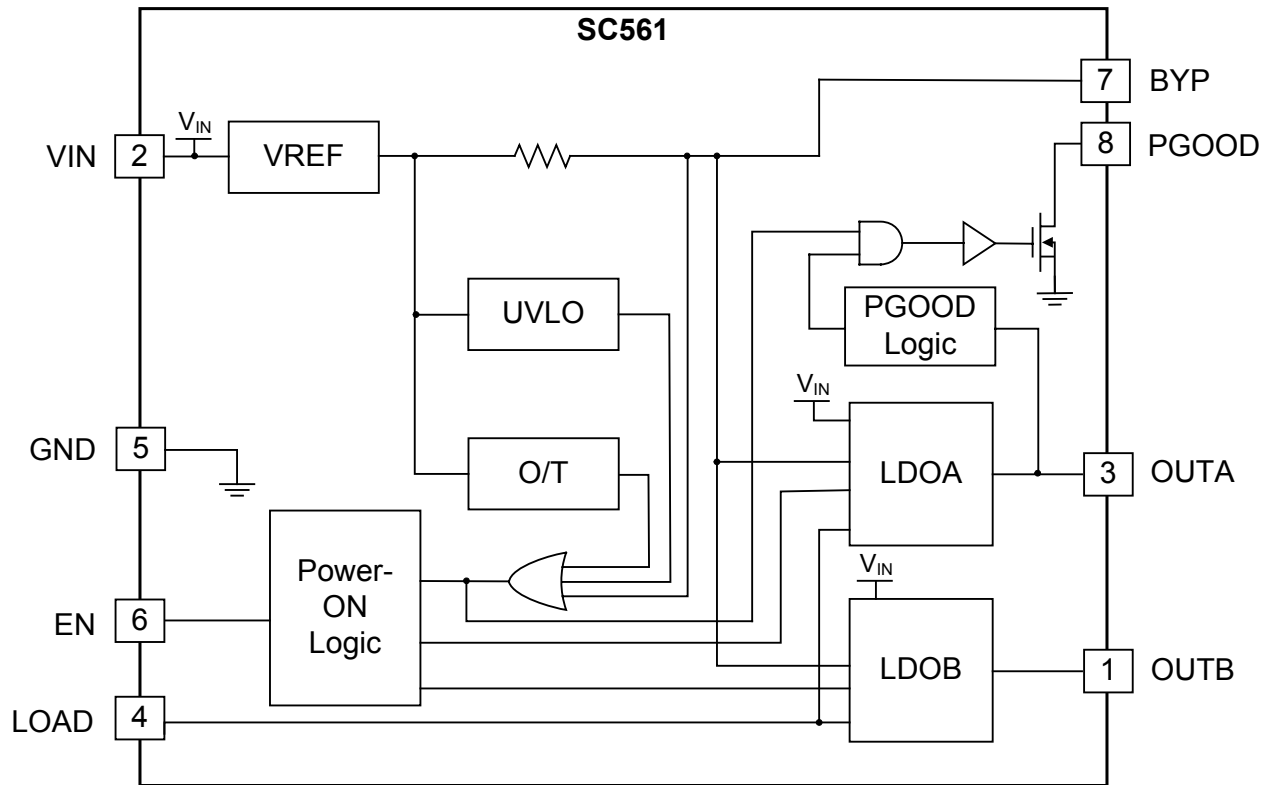 SC561
7 BYP
VIN 2
VIN
VREF
8 PGOOD
UVLO
PGOOD
Logic
VIN
GND 5
O/T
LDOA
3 OUTA
Power-
ON
Logic
VIN
EN 6
LDOB
1 OUTB
LOAD 4